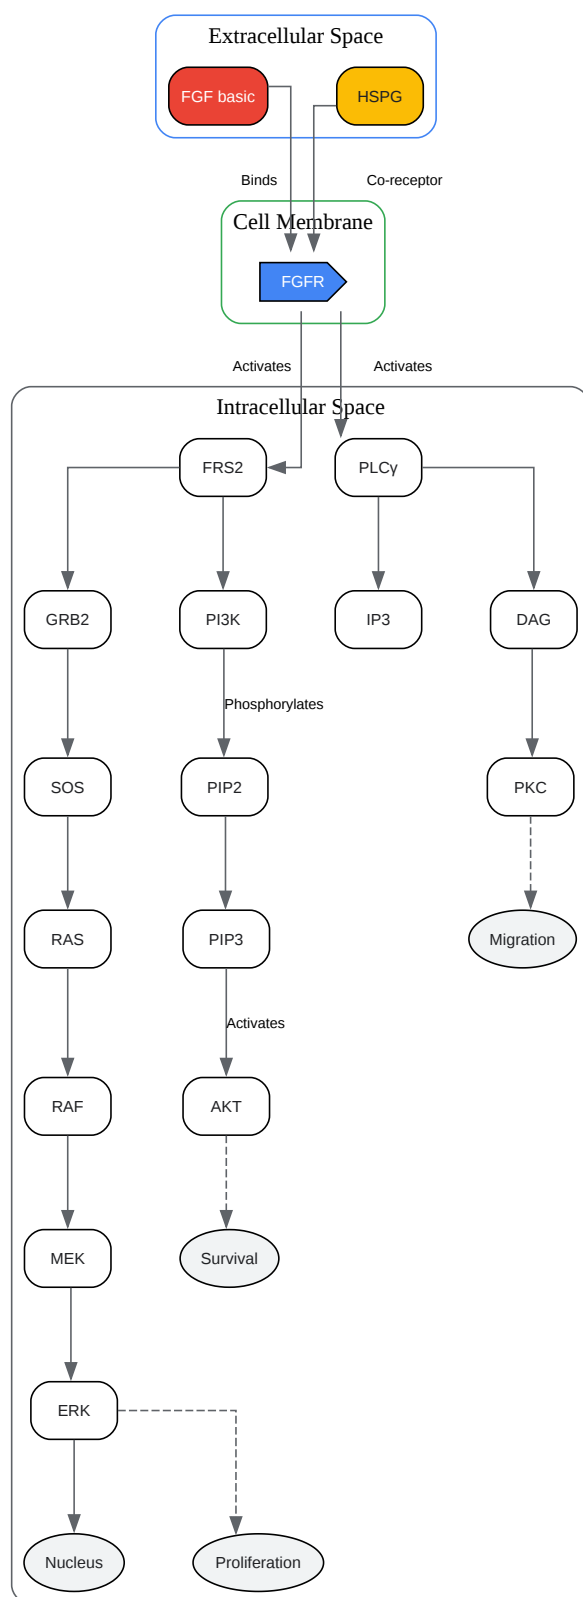 Extracellular Space
FGF basic
HSPG
Binds
Co-receptor
Cell Membrane
FGFR
Activates
Activates
Intracellular Space
FRS2
PLCγ
GRB2
PI3K
IP3
DAG
Phosphorylates
SOS
PIP2
PKC
RAS
PIP3
Migration
Activates
RAF
AKT
MEK
Survival
ERK
Nucleus
Proliferation